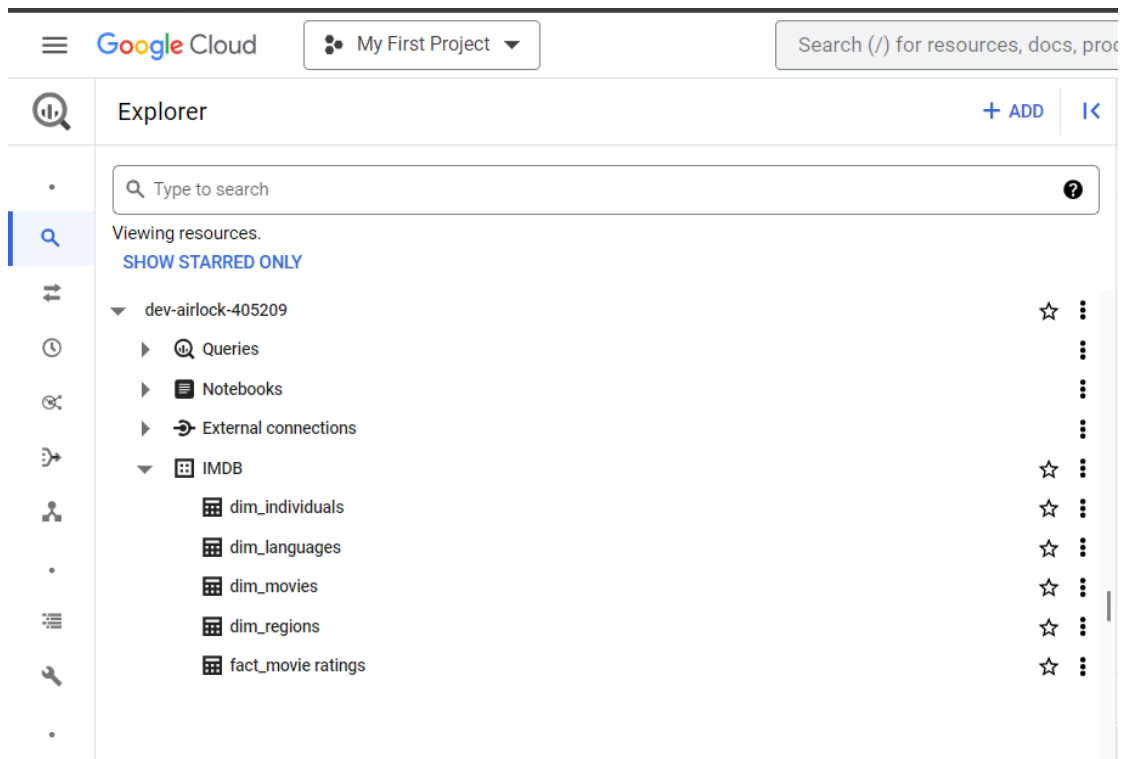 Google Cloud My First Project Search (/) for resources, docs,
Explorer + ADD
Type to search
Viewing resources.
SHOW STARRED ONLY
dev-airlock-405209
Queries
Notebooks
External connections
IMDB
dim_individuals
dim_languages
dim_movies
dim_regions
fact_movie ratings